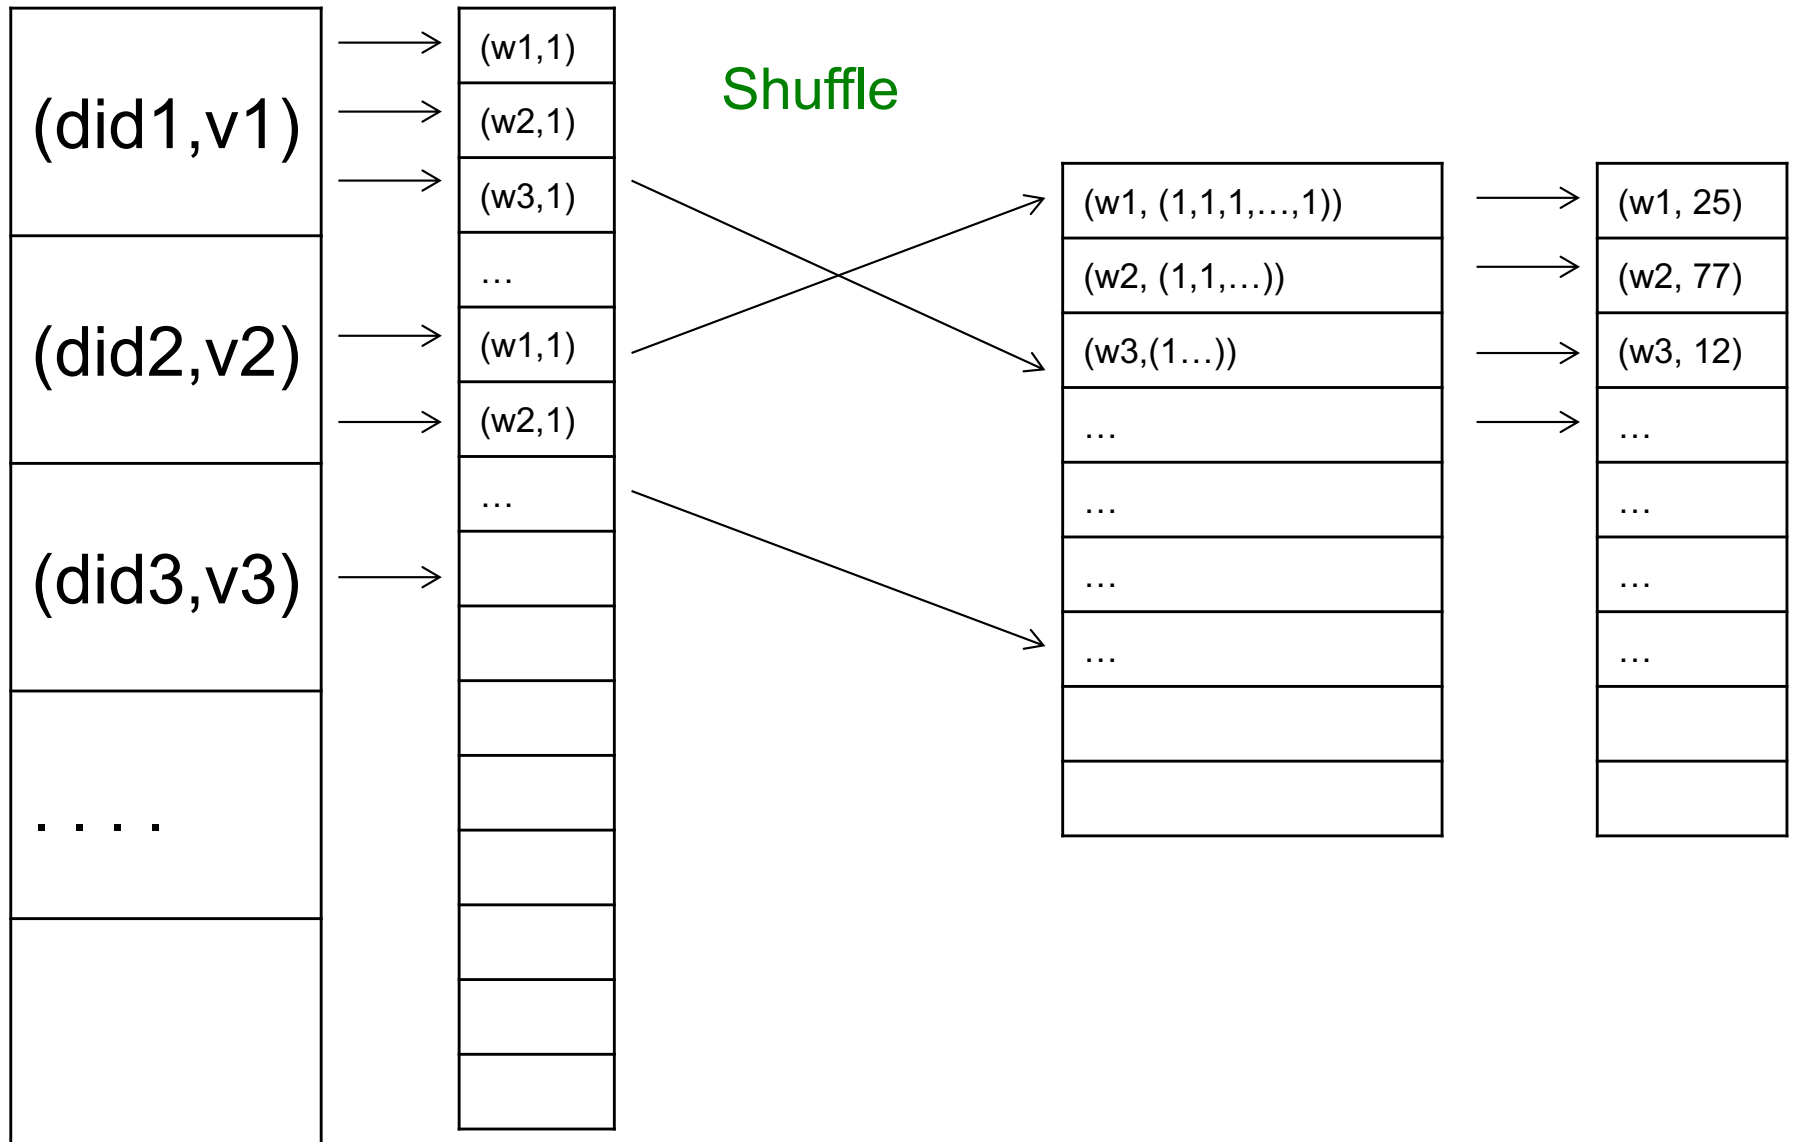 (did1,v1)
(did2,v2)
(did3,v3)
. . . .
(w1,1)
(w2,1)
(w3,1)
…
(w1,1)
(w2,1)
…
Shuffle
(w1, (1,1,1,…,1))
(w2, (1,1,…))
(w3,(1…))
…
…
…
…
(w1, 25)
(w2, 77)
(w3, 12)
…
…
…
…